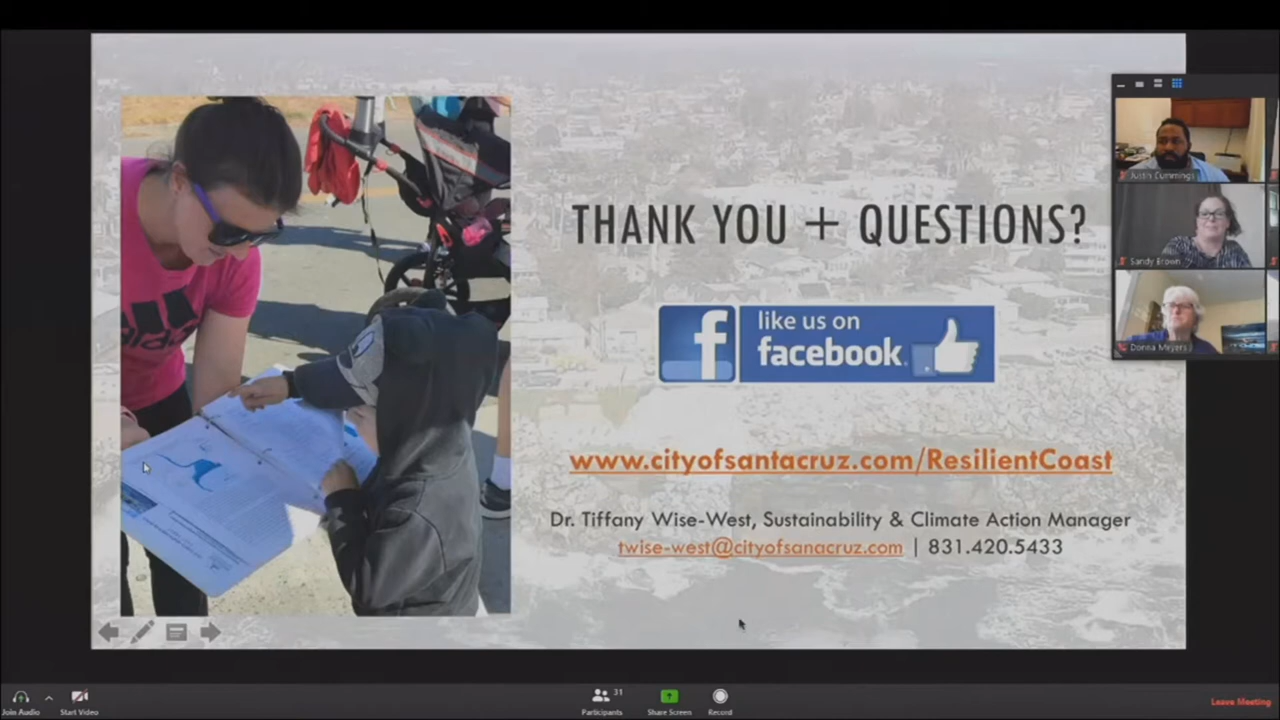 THANK YOU + QUESTIONS?
f like us on
facebook.
www.cityofsantacruz.com/ResilientCoast
Dr. Tiffany Wise-West, Sustainability & Climate Action Manager
twise-west@cityofsanacruz.com | 831.420.5433
adidas
Justin Cummings
Sandy Brown
Donna Meyers
Join Audio
Start Video
31
Participants
Share Screen
Record
Leave Meeting